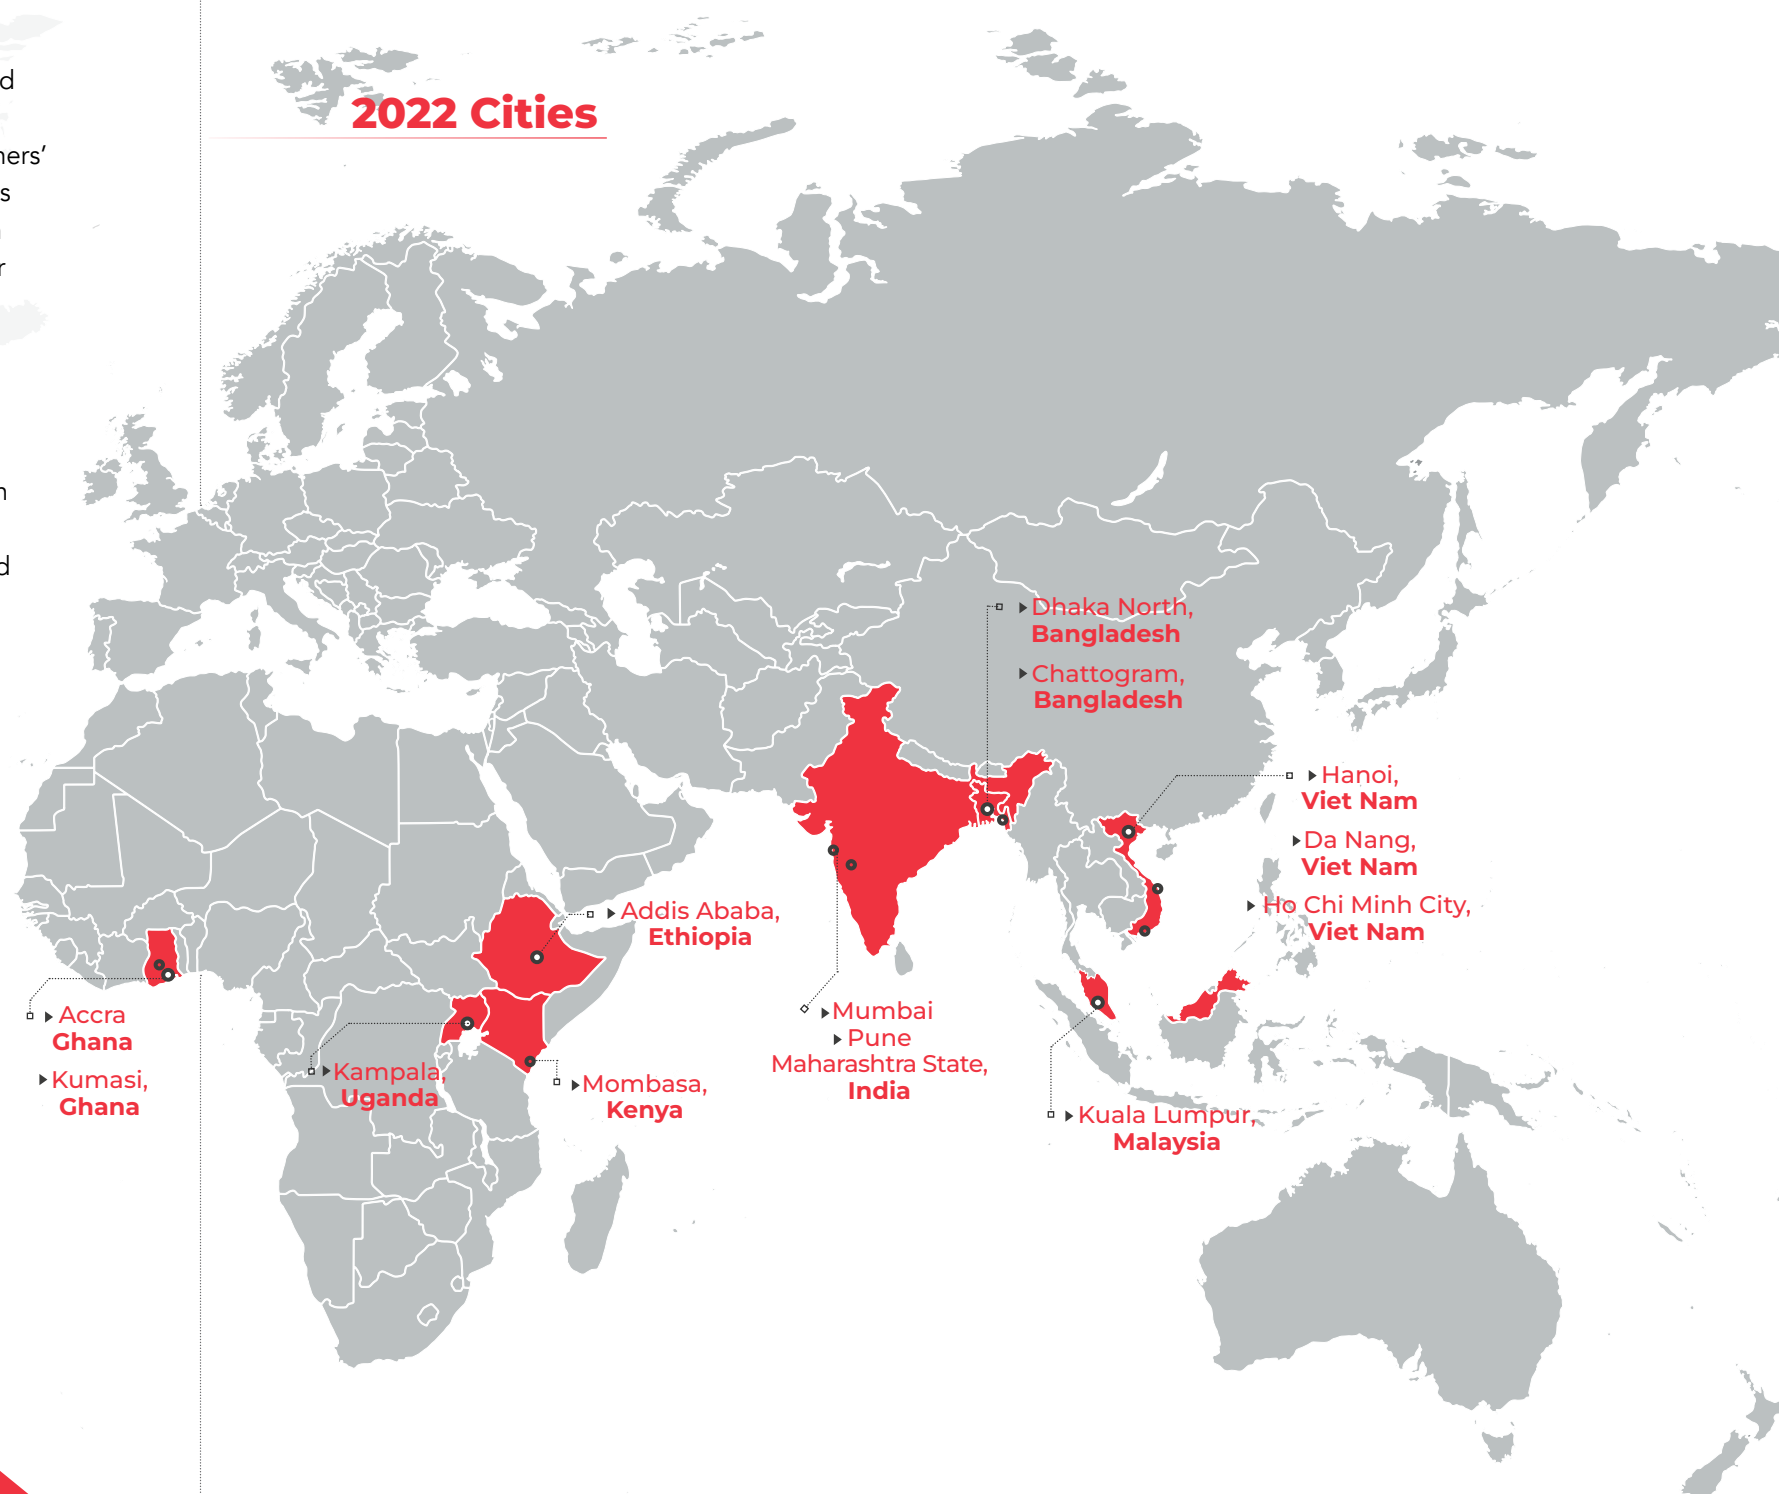 d
ners’
s
r
n
d
2022 Cities
Dhaka North,
Bangladesh
Chattogram,
Bangladesh
Hanoi,
Viet Nam
Da Nang,
Viet Nam
Ho Chi Minh City,
Viet Nam
Addis Ababa,
Ethiopia
Accra
Ghana
Kumasi,
Ghana
Kampala,
Uganda
Mombasa,
Kenya
Mumbai
Pune
Maharashtra State,
India
Kuala Lumpur,
Malaysia